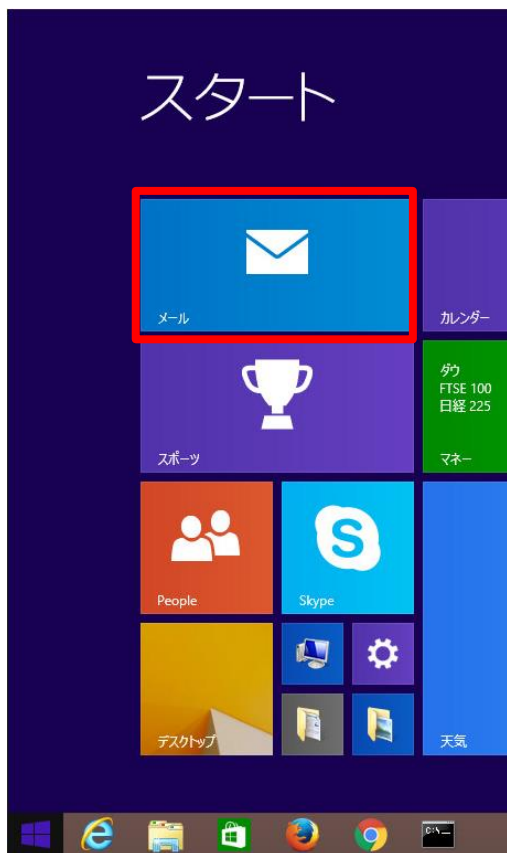 スタート
メール
カレンダー
スポーツ
ダウ
FTSE 100
日経 225
マネー
People
Skype
デスクトップ
天気
C:\_